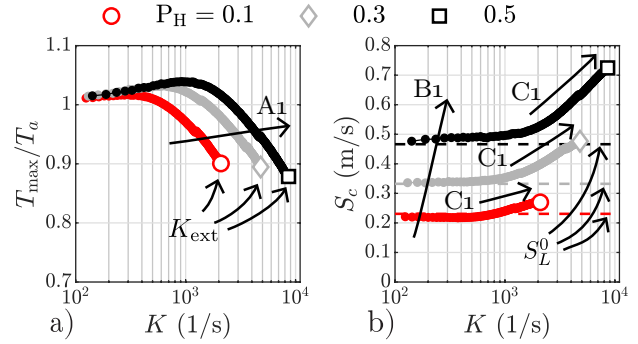 P_H = 0.1 0.3 0.5
T_max/T_a
1.1
1
0.9
0.8
0.7
A1
K_ext
10^2 10^3 10^4
a) K (1/s)
S_c (m/s)
0.8
0.7
0.6
0.5
0.4
0.3
0.2
0.1
0
B1
C1
C1
C1
S_L^0
10^2 10^3 10^4
b) K (1/s)